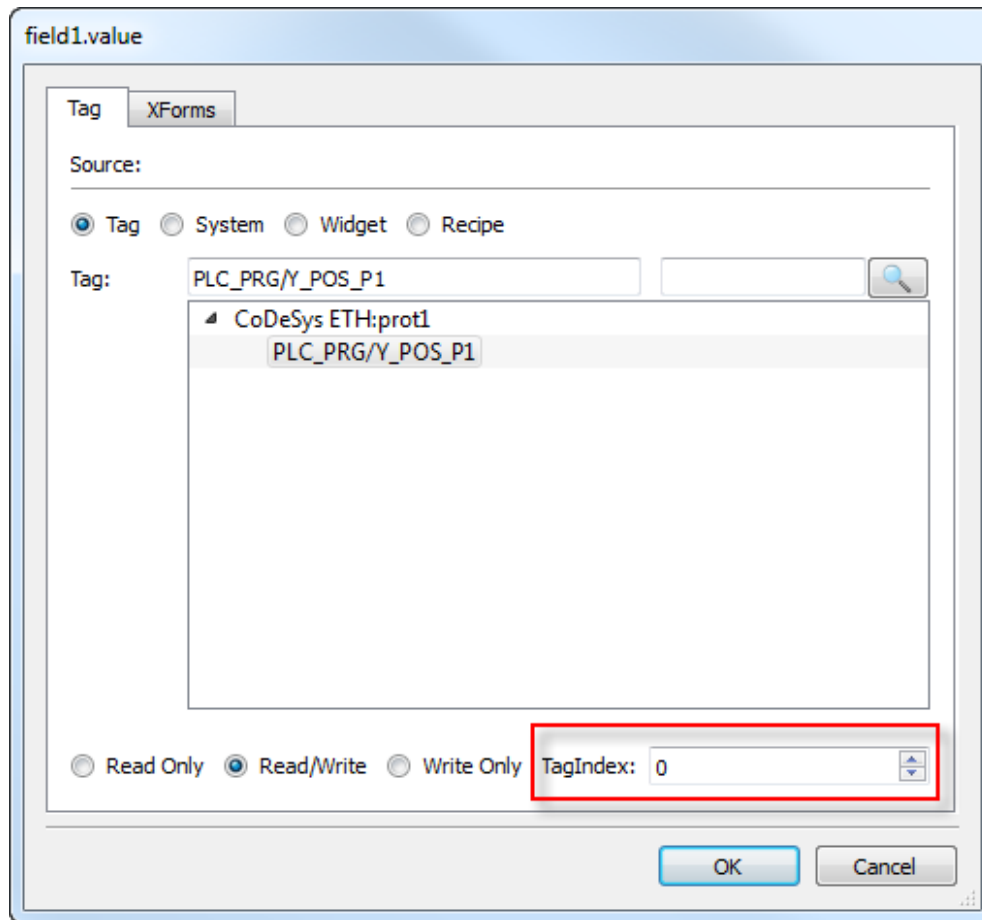 field1.value
Tag XForms
Source:
Tag System Widget Recipe
Tag: PLC_PRG/Y_POS_P1
CoDeSys ETH:prot1
PLC_PRG/Y_POS_P1
Read Only Read/Write Write Only TagIndex: 0
OK Cancel